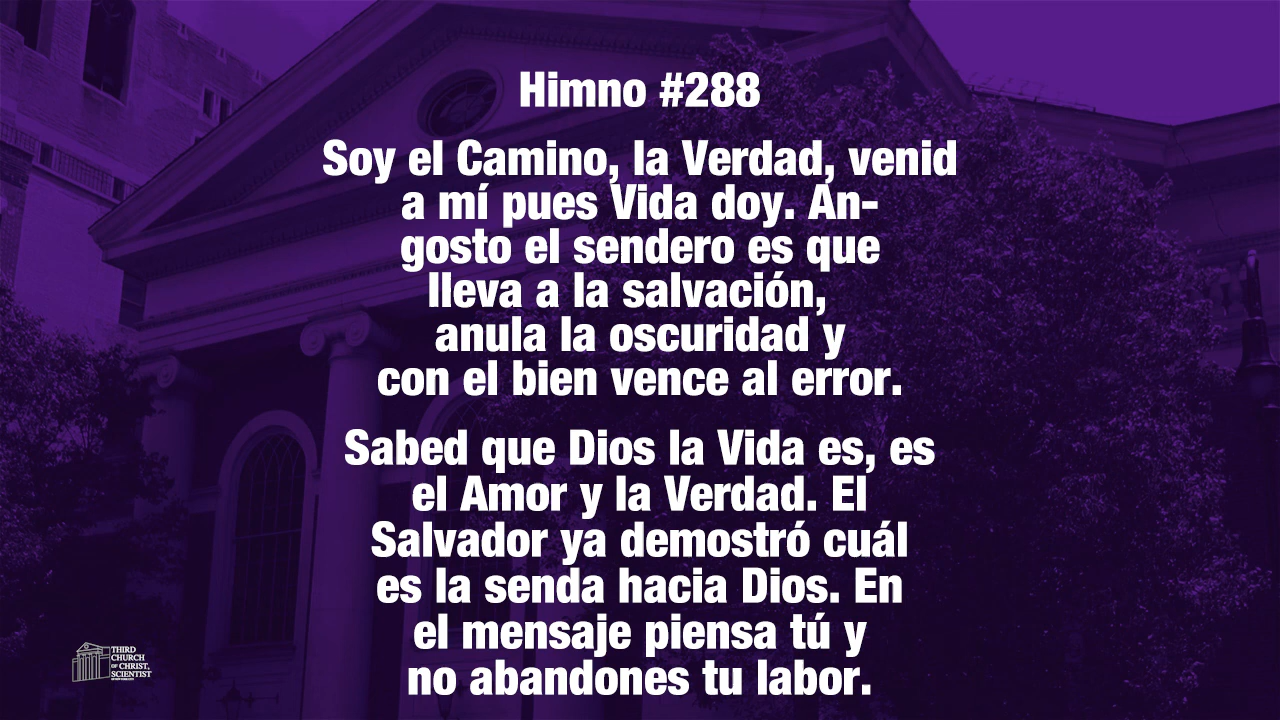 Himno #288
Soy el Camino, la Verdad, venid
a mí pues Vida doy. An-
gosto el sendero es que
lleva a la salvación,
anula la oscuridad y
con el bien vence al error.
Sabed que Dios la Vida es, es
el Amor y la Verdad. El
Salvador ya demostró cuál
es la senda hacia Dios. En
el mensaje piensa tú y
no abandones tu labor.
THIRD
CHURCH
OF CHRIST,
SCIENTIST